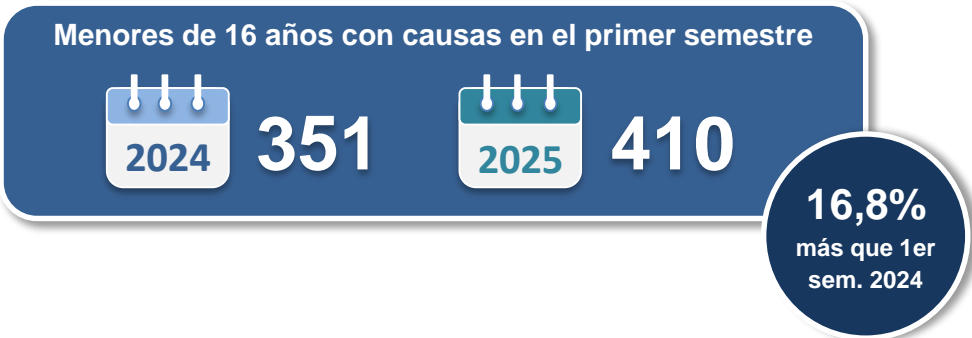 Menores de 16 años con causas en el primer semestre
2024 351 2025 410
16,8%
más que 1er
sem. 2024